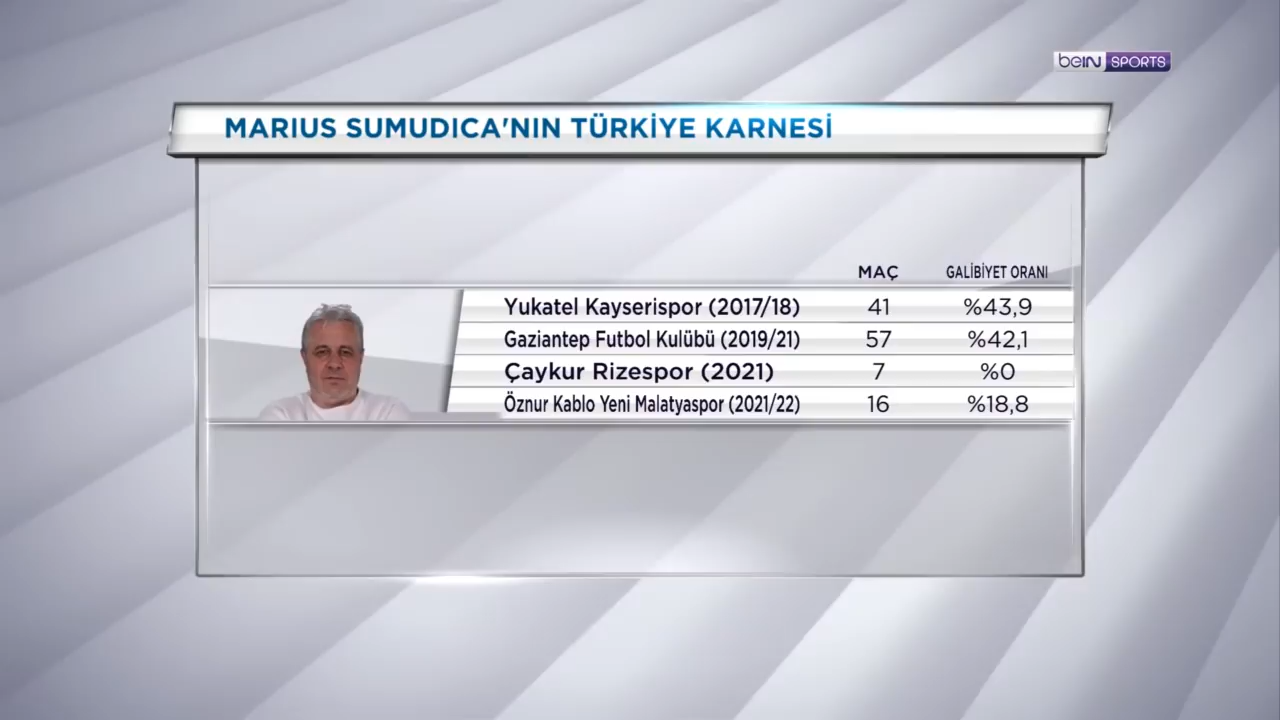 beIN SPORTS
MARIUS SUMUDICA'NIN TÜRKİYE KARNESİ
MAÇ GALİBİYET ORANI
Yukatel Kayserispor (2017/18) 41 %43,9
Gaziantep Futbol Kulübü (2019/21) 57 %42,1
Çaykur Rizespor (2021) 7 %0
Öznur Kablo Yeni Malatyaspor (2021/22) 16 %18,8